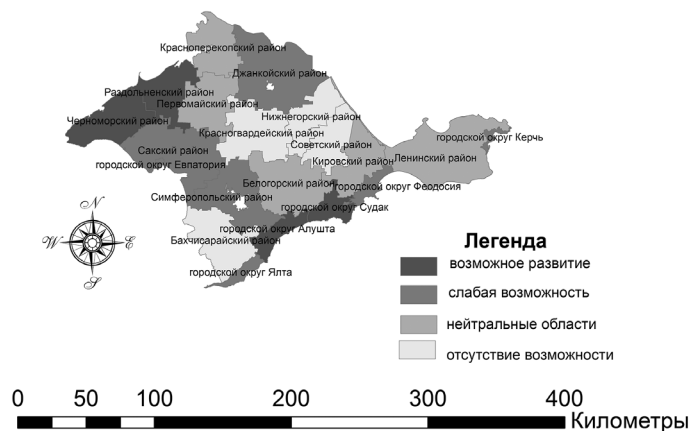 Красноперекопский район
Джанкойский район
Раздольненский район
Первомайский район
Нижнегорский район
Черноморский район
Красногвардейский район
городской округ Керчь
Советский район
Сакский район
Кировский район
Ленинский район
городской округ Евпатория
Белогорский район
городской округ Феодосия
Симферопольский район
городской округ Судак
городской округ Алушта
Бахчисарайский район
городской округ Ялта
N
W E
S
Легенда
возможное развитие
слабая возможность
нейтральные области
отсутствие возможности
0 50 100 200 300 400
Километры